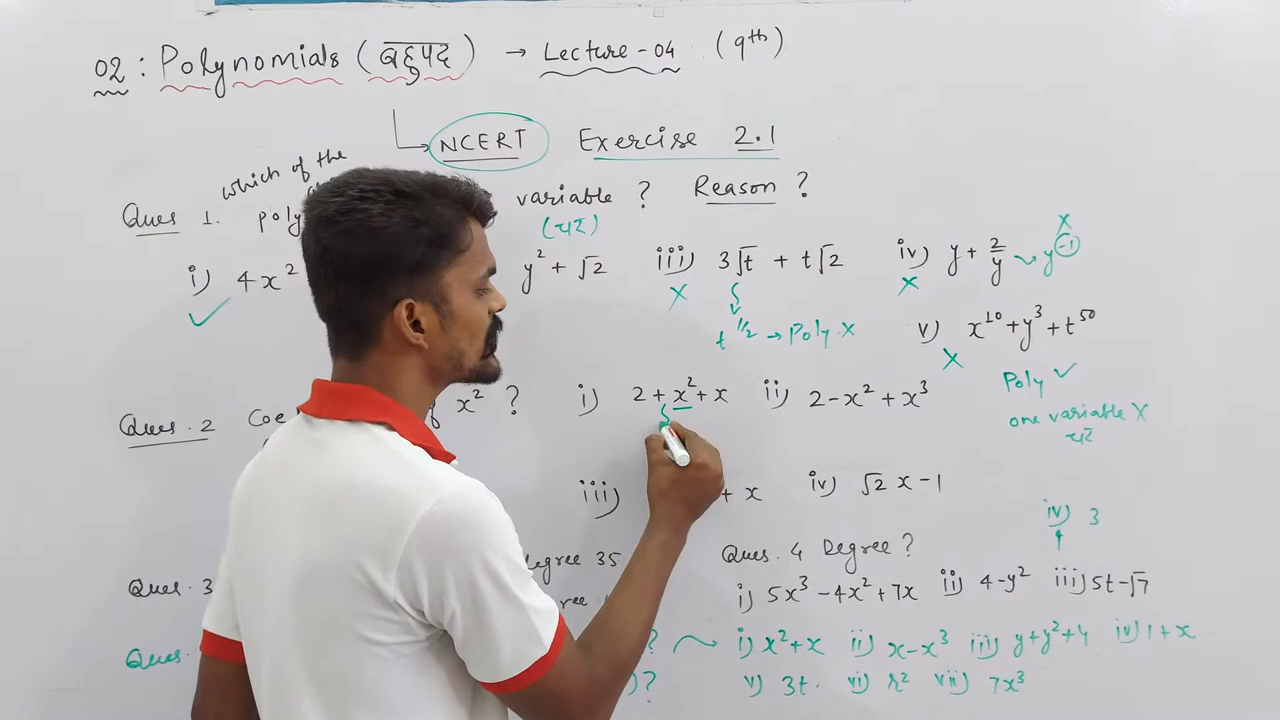 02 : Polynomials (बहुपद) → Lecture-04 (9th)
NCERT Exercise 2.1
which of the
Ques 1. poly variable ? Reason ?
(चर)
i) 4x² y² + √2 iii) 3√t + t√2 iv) y + 2/y → y⁻¹ x
✓ x x
t^1/2 → Poly x v) x¹⁰ + y³ + t⁵⁰
x
Poly ✓
one variable x
चर
Ques. 2 x² ? i) 2 + x² + x ii) 2 - x² + x³
iii) + x iv) √2 x - 1
iv) 3
Ques. 3 egree 35 Ques. 4 Degree ?
i) 5x³ - 4x² + 7x ii) 4 - y² iii) 5t - √7
Ques. ? i) x² + x ii) x - x³ iii) y + y² + 4 iv) 1 + x
)? v) 3t. vi) r² vii) 7x³